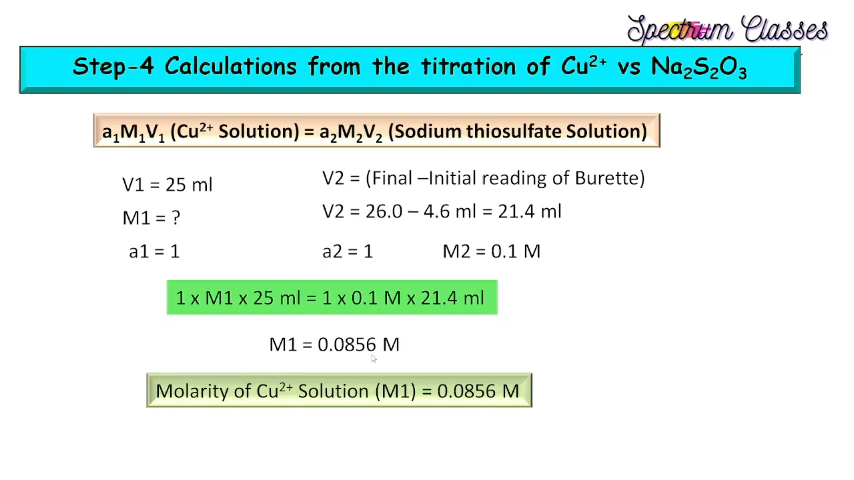 Spectrum Classes
Step-4 Calculations from the titration of Cu²⁺ vs Na₂S₂O₃
a₁M₁V₁ (Cu²⁺ Solution) = a₂M₂V₂ (Sodium thiosulfate Solution)
V1 = 25 ml
M1 = ?
a1 = 1
V2 = (Final –Initial reading of Burette)
V2 = 26.0 – 4.6 ml = 21.4 ml
a2 = 1 M2 = 0.1 M
1 x M1 x 25 ml = 1 x 0.1 M x 21.4 ml
M1 = 0.0856 M
Molarity of Cu²⁺ Solution (M1) = 0.0856 M